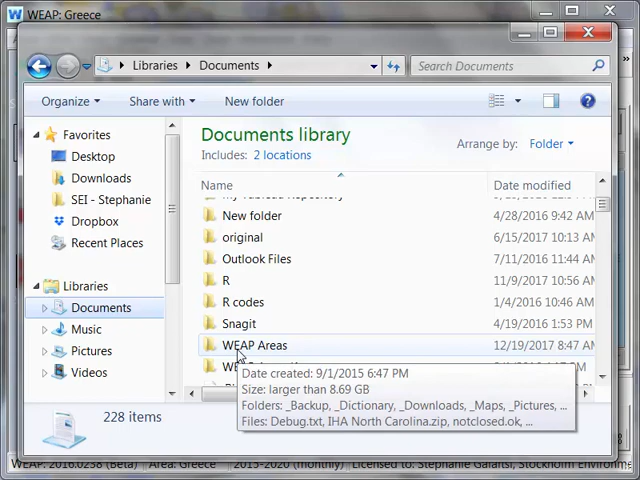 WEAP: Greece
Libraries Documents
Search Documents
Organize Share with New folder
Favorites
Desktop
Downloads
SEI - Stephanie
Dropbox
Recent Places
Libraries
Documents
Music
Pictures
Videos
Documents library
Includes: 2 locations
Arrange by: Folder
Name Date modified
New folder 4/28/2016 9:42 AM
original 6/15/2017 10:13 AM
Outlook Files 7/11/2016 11:44 AM
R 11/9/2017 10:56 AM
R codes 1/4/2016 10:46 AM
Snagit 4/19/2016 1:53 PM
WEAP Areas 12/19/2017 8:47 AM
Date created: 9/1/2015 6:47 PM
Size: larger than 8.69 GB
Folders: _Backup, _Dictionary, _Downloads, _Maps, _Pictures, ...
Files: Debug.txt, IHA North Carolina.zip, notclosed.ok, ...
228 items
WEAP: 2016.0238 (Beta) Area: Greece 2015-2020 (monthly) Licensed to: Stephanie Galaitsi, Stockholm Environmen